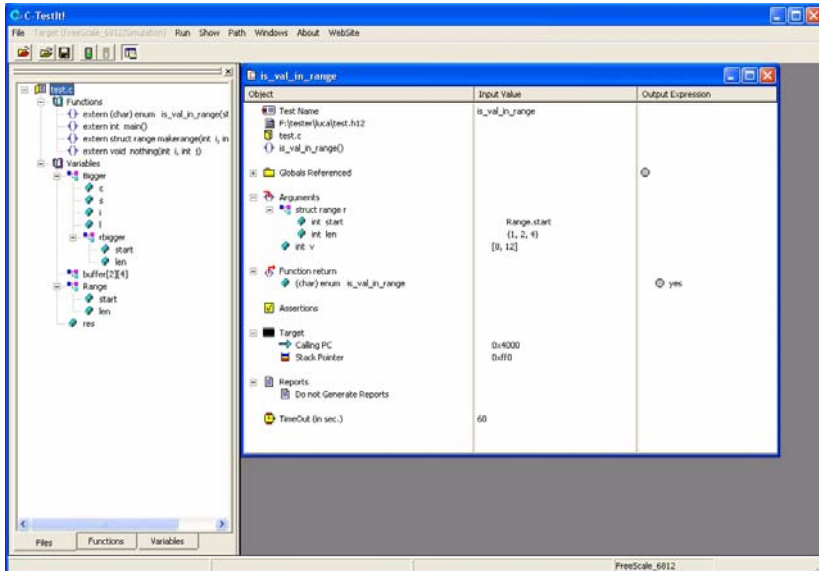 C-TestIt!
File Target (FreeScale_6812/Simulation) Run Show Path Windows About WebSite
test.c
Functions
extern (char) enum is_val_in_range(st
extern int main()
extern struct range makerange(int i, in
extern void nothing(int i, int j)
Variables
Bigger
c
s
i
l
rbigger
start
len
buffer[2][4]
Range
start
len
res
Files Functions Variables
is_val_in_range
Object Input Value Output Expression
Test Name is_val_in_range
F:\tester\luca\test.h12
test.c
is_val_in_range()
Globals Referenced
Arguments
struct range r
int start Range.start
int len {1, 2, 4}
int v [8, 12]
Function return
(char) enum is_val_in_range yes
Assertions
Target
Calling PC 0x4000
Stack Pointer 0xff0
Reports
Do not Generate Reports
TimeOut (in sec.) 60
FreeScale_6812